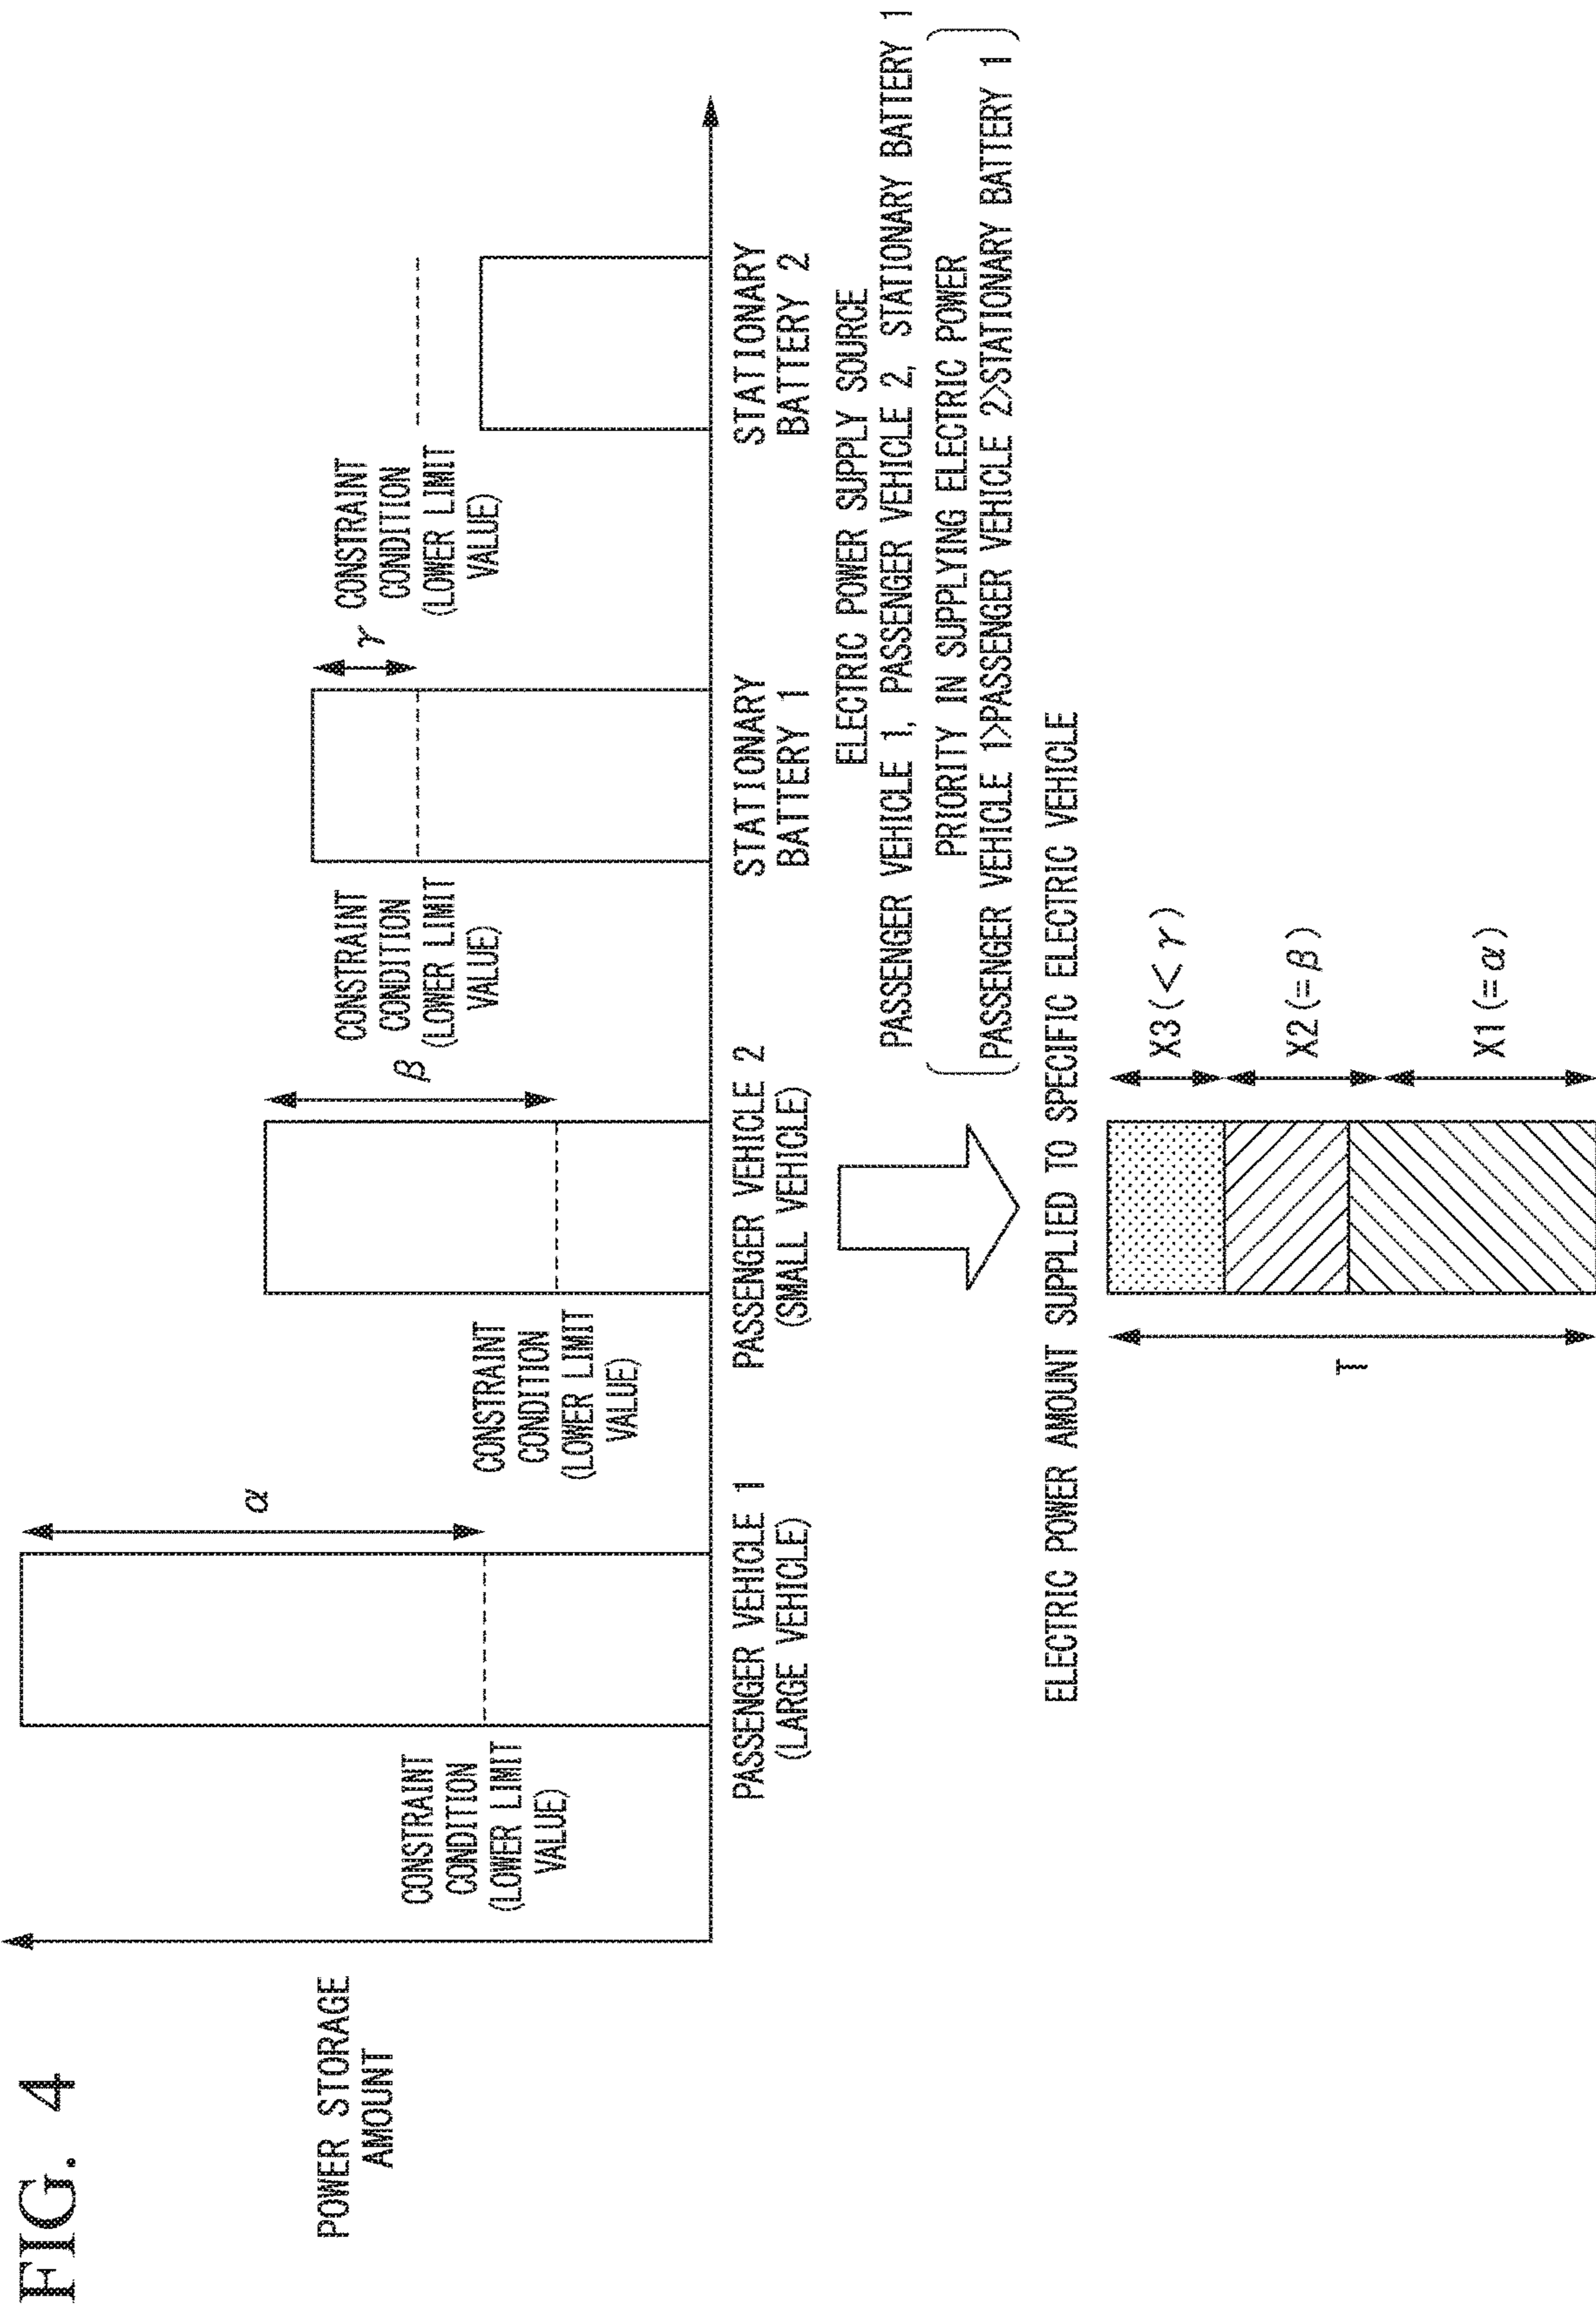 FIG. 4
POWER STORAGE
AMOUNT
CONSTRAINT
CONDITION
(LOWER LIMIT
VALUE)
α
CONSTRAINT
CONDITION
(LOWER LIMIT
VALUE)
β
CONSTRAINT
CONDITION
(LOWER LIMIT
VALUE)
γ
CONSTRAINT
CONDITION
(LOWER LIMIT
VALUE)
PASSENGER VEHICLE 1
(LARGE VEHICLE)
PASSENGER VEHICLE 2
(SMALL VEHICLE)
STATIONARY
BATTERY 1
STATIONARY
BATTERY 2
ELECTRIC POWER SUPPLY SOURCE
PASSENGER VEHICLE 1, PASSENGER VEHICLE 2, STATIONARY BATTERY 1
PRIORITY IN SUPPLYING ELECTRIC POWER
PASSENGER VEHICLE 1>PASSENGER VEHICLE 2>STATIONARY BATTERY 1
ELECTRIC POWER AMOUNT SUPPLIED TO SPECIFIC ELECTRIC VEHICLE
T
X3(<γ)
X2(=β)
X1(=α)